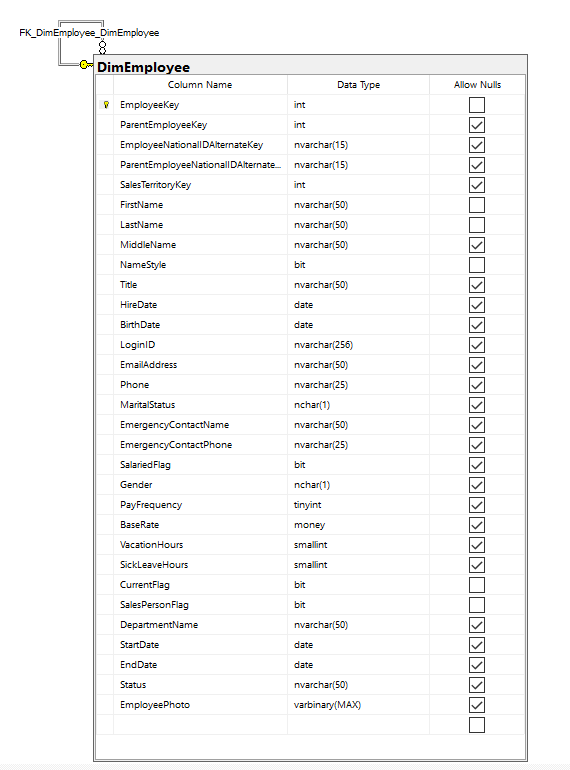 FK_DimEmployee_DimEmployee
DimEmployee
Column Name Data Type Allow Nulls
EmployeeKey int
ParentEmployeeKey int
EmployeeNationalIDAlternateKey nvarchar(15)
ParentEmployeeNationalIDAlternate... nvarchar(15)
SalesTerritoryKey int
FirstName nvarchar(50)
LastName nvarchar(50)
MiddleName nvarchar(50)
NameStyle bit
Title nvarchar(50)
HireDate date
BirthDate date
LoginID nvarchar(256)
EmailAddress nvarchar(50)
Phone nvarchar(25)
MaritalStatus nchar(1)
EmergencyContactName nvarchar(50)
EmergencyContactPhone nvarchar(25)
SalariedFlag bit
Gender nchar(1)
PayFrequency tinyint
BaseRate money
VacationHours smallint
SickLeaveHours smallint
CurrentFlag bit
SalesPersonFlag bit
DepartmentName nvarchar(50)
StartDate date
EndDate date
Status nvarchar(50)
EmployeePhoto varbinary(MAX)